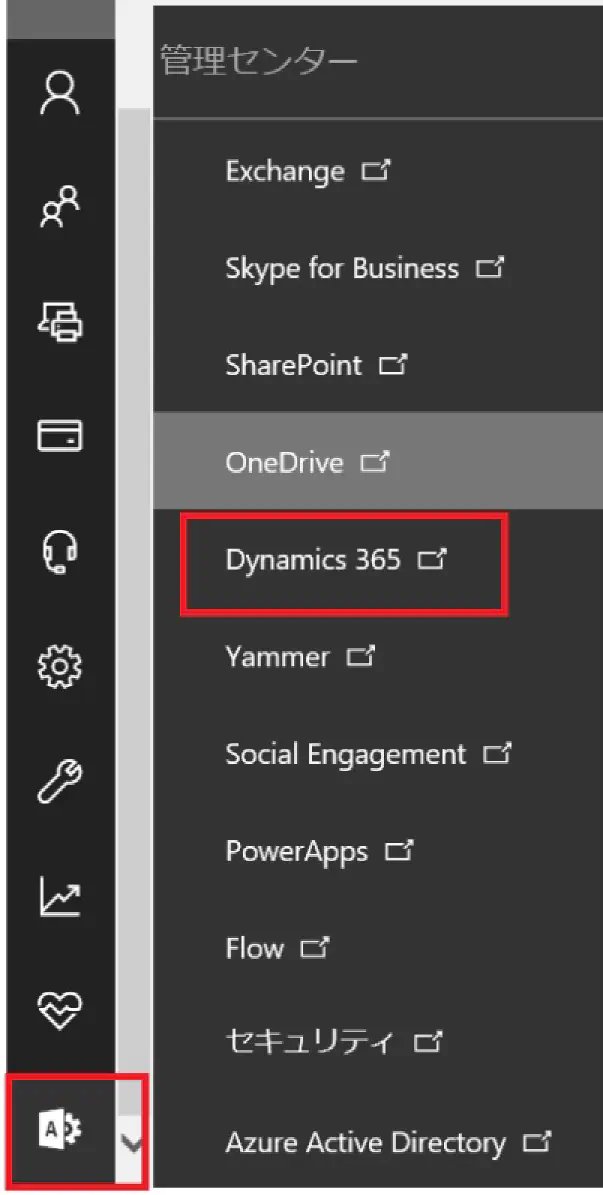 管理センター
Exchange
Skype for Business
SharePoint
OneDrive
Dynamics 365
Yammer
Social Engagement
PowerApps
Flow
セキュリティ
A
Azure Active Directory